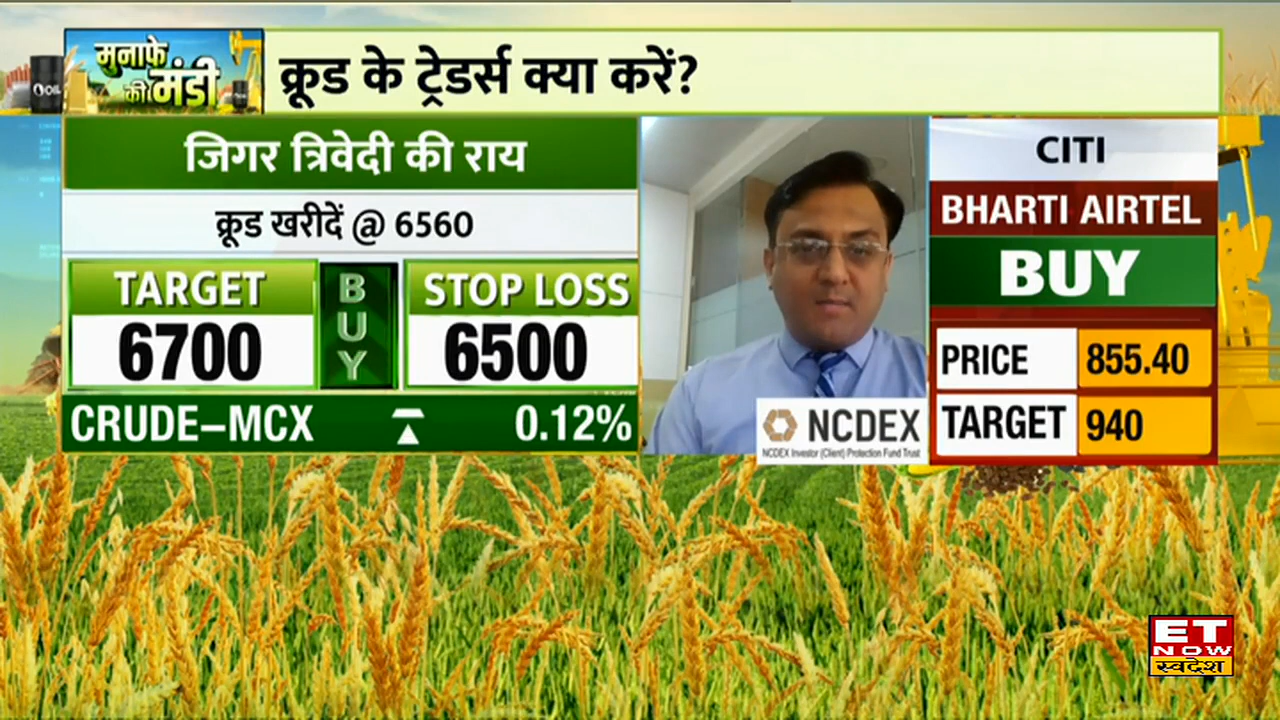 मुनाफे
की मंडी
OIL
क्रूड के ट्रेडर्स क्या करें?
जिगर त्रिवेदी की राय
क्रूड खरीदें @ 6560
TARGET
6700
BUY
STOP LOSS
6500
CRUDE-MCX 0.12%
NCDEX
NCDEX Investor (Client) Protection Fund Trust
CITI
BHARTI AIRTEL
BUY
PRICE 855.40
TARGET 940
ET
NOW
स्वदेश